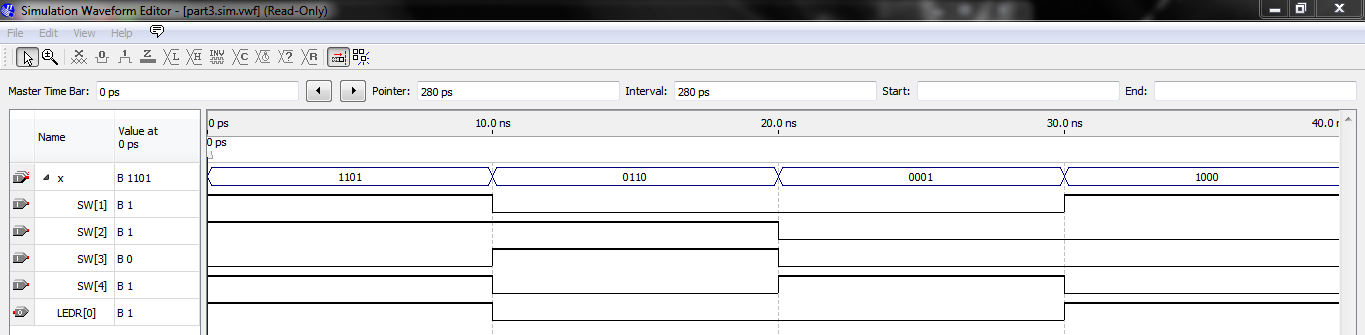 Simulation Waveform Editor - [part3.sim.vwf] (Read-Only)
File Edit View Help
Master Time Bar: 0 ps Pointer: 280 ps Interval: 280 ps Start: End:
Name Value at 0 ps
0 ps 10.0 ns 20.0 ns 30.0 ns 40.0 n
0 ps
x B 1101 1101 0110 0001 1000
SW[1] B 1
SW[2] B 1
SW[3] B 0
SW[4] B 1
LEDR[0] B 1